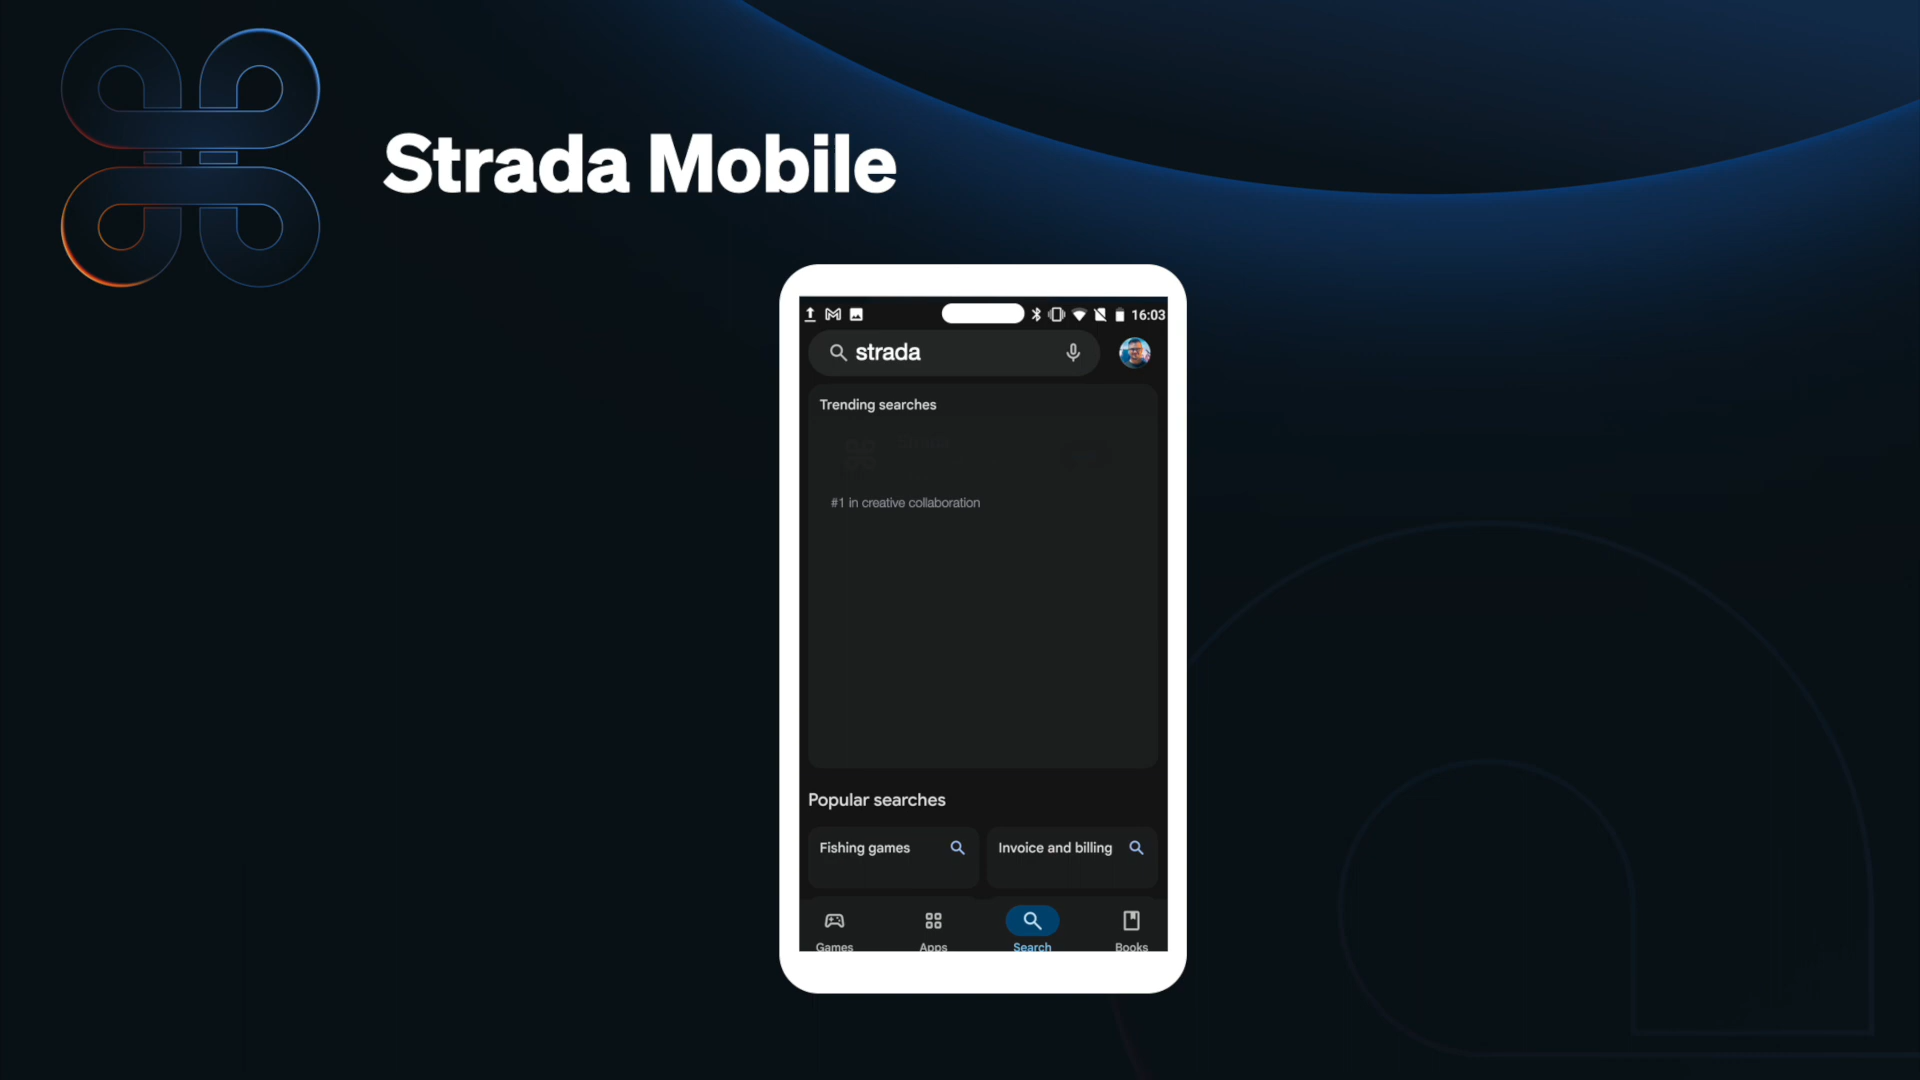 Strada Mobile
16:03
strada
Trending searches
#1 in creative collaboration
Popular searches
Fishing games
Invoice and billing
Games
Apps
Search
Books